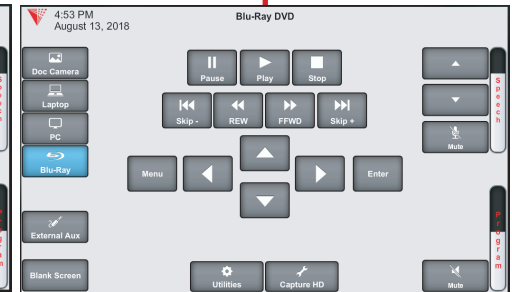 4:53 PM
August 13, 2018
Blu-Ray DVD
Doc Camera
Laptop
PC
Blu-Ray
External Aux
Blank Screen
Pause
Play
Stop
Skip -
REW
FFWD
Skip +
Menu
Enter
Utilities
Capture HD
Mute
Speech
Mute
Program